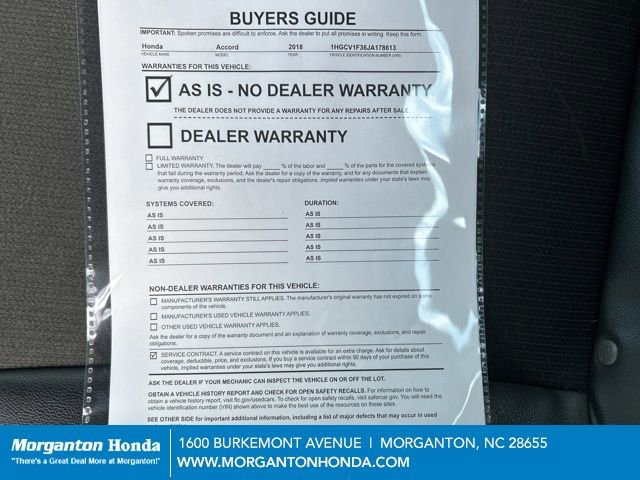 BUYERS GUIDE
IMPORTANT: Spoken promises are difficult to enforce. Ask the dealer to put all promises in writing. Keep this form.
Honda Accord 2018 1HGCV1F36JA178613
VEHICLE MAKE MODEL YEAR VEHICLE IDENTIFICATION NUMBER (VIN)
WARRANTIES FOR THIS VEHICLE:
AS IS - NO DEALER WARRANTY
THE DEALER DOES NOT PROVIDE A WARRANTY FOR ANY REPAIRS AFTER SALE.
DEALER WARRANTY
FULL WARRANTY
LIMITED WARRANTY. The dealer will pay _____ % of the labor and _____ % of the parts for the covered systems
that fail during the warranty period. Ask the dealer for a copy of the warranty, and for any documents that explain
warranty coverage, exclusions, and the dealer's repair obligations. Implied warranties under your state's laws may
give you additional rights.
SYSTEMS COVERED: DURATION:
AS IS AS IS
AS IS AS IS
AS IS AS IS
AS IS AS IS
AS IS AS IS
NON-DEALER WARRANTIES FOR THIS VEHICLE:
MANUFACTURER'S WARRANTY STILL APPLIES. The manufacturer's original warranty has not expired on some
components of the vehicle.
MANUFACTURER'S USED VEHICLE WARRANTY APPLIES.
OTHER USED VEHICLE WARRANTY APPLIES.
Ask the dealer for a copy of the warranty document and an explanation of warranty coverage, exclusions, and repair
obligations.
SERVICE CONTRACT. A service contract on this vehicle is available for an extra charge. Ask for details about
coverage, deductible, price, and exclusions. If you buy a service contract within 90 days of your purchase of this
vehicle, implied warranties under your state's laws may give you additional rights.
ASK THE DEALER IF YOUR MECHANIC CAN INSPECT THE VEHICLE ON OR OFF THE LOT.
OBTAIN A VEHICLE HISTORY REPORT AND CHECK FOR OPEN SAFETY RECALLS. For information on how to
obtain a vehicle history report, visit ftc.gov/usedcars. To check for open safety recalls, visit safercar.gov. You will need the
vehicle identification number (VIN) shown above to make the best use of the resources on these sites.
SEE OTHER SIDE for important additional information, including a list of major defects that may occur in used
Morganton Honda
"There's a Great Deal More at Morganton!"
1600 BURKEMONT AVENUE | MORGANTON, NC 28655
WWW.MORGANTONHONDA.COM